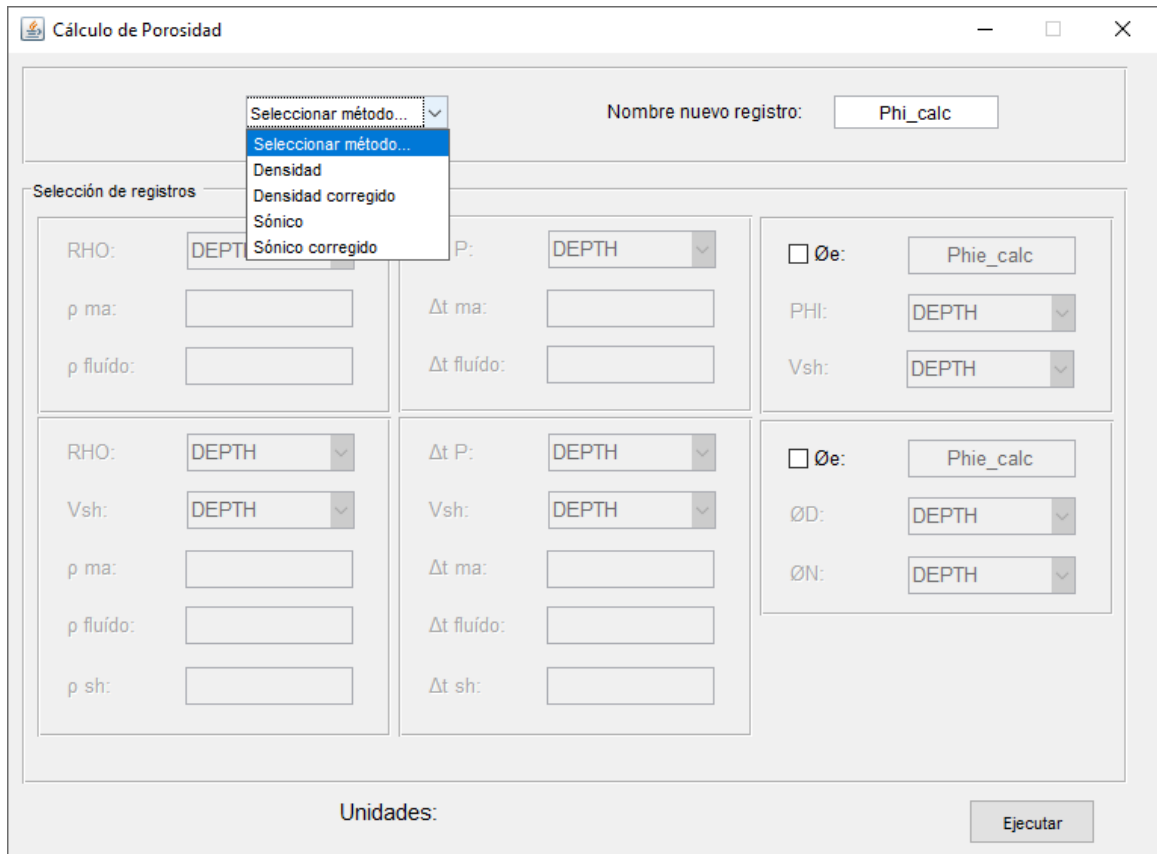 Cálculo de Porosidad
Seleccionar método... Nombre nuevo registro: Phi_calc
Seleccionar método...
Densidad
Densidad corregido
Sónico
Sónico corregido
Selección de registros
RHO:
ρ ma:
ρ fluído:
P: DEPTH
Δt ma:
Δt fluído:
Øe: Phie_calc
PHI: DEPTH
Vsh: DEPTH
RHO: DEPTH
Vsh: DEPTH
ρ ma:
ρ fluído:
ρ sh:
Δt P: DEPTH
Vsh: DEPTH
Δt ma:
Δt fluído:
Δt sh:
Øe: Phie_calc
ØD: DEPTH
ØN: DEPTH
Unidades:
Ejecutar